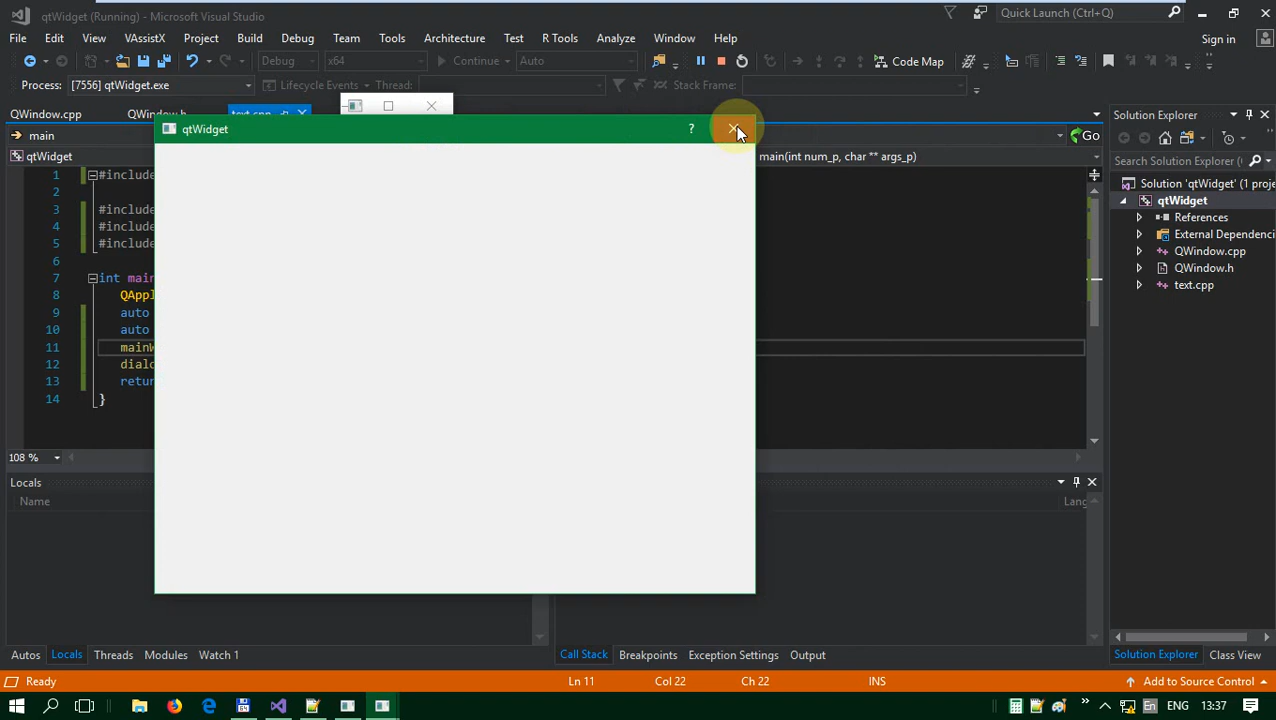 qtWidget (Running) - Microsoft Visual Studio
Quick Launch (Ctrl+Q)
File Edit View VAssistX Project Build Debug Team Tools Architecture Test R Tools Analyze Window Help
Sign in
Debug x64 Continue Auto Code Map
Process: [7556] qtWidget.exe Lifecycle Events Thread: Stack Frame:
QWindow.cpp QWindow.h text.cpp
Solution Explorer
main
Go
qtWidget
main(int num_p, char ** args_p)
Search Solution Explorer
qtWidget ?
1 #include
2
3 #include
4 #include
5 #include
6
7 int main
8 QAppl
9 auto
10 auto
11 mainW
12 dialo
13 retur
14 }
Solution 'qtWidget' (1 proje
qtWidget
References
External Dependenci
QWindow.cpp
QWindow.h
text.cpp
108 %
Locals
Name
Lang
Autos Locals Threads Modules Watch 1
Call Stack Breakpoints Exception Settings Output
Solution Explorer Class View
Ready
Ln 11 Col 22 Ch 22 INS
Add to Source Control
En ENG 13:37